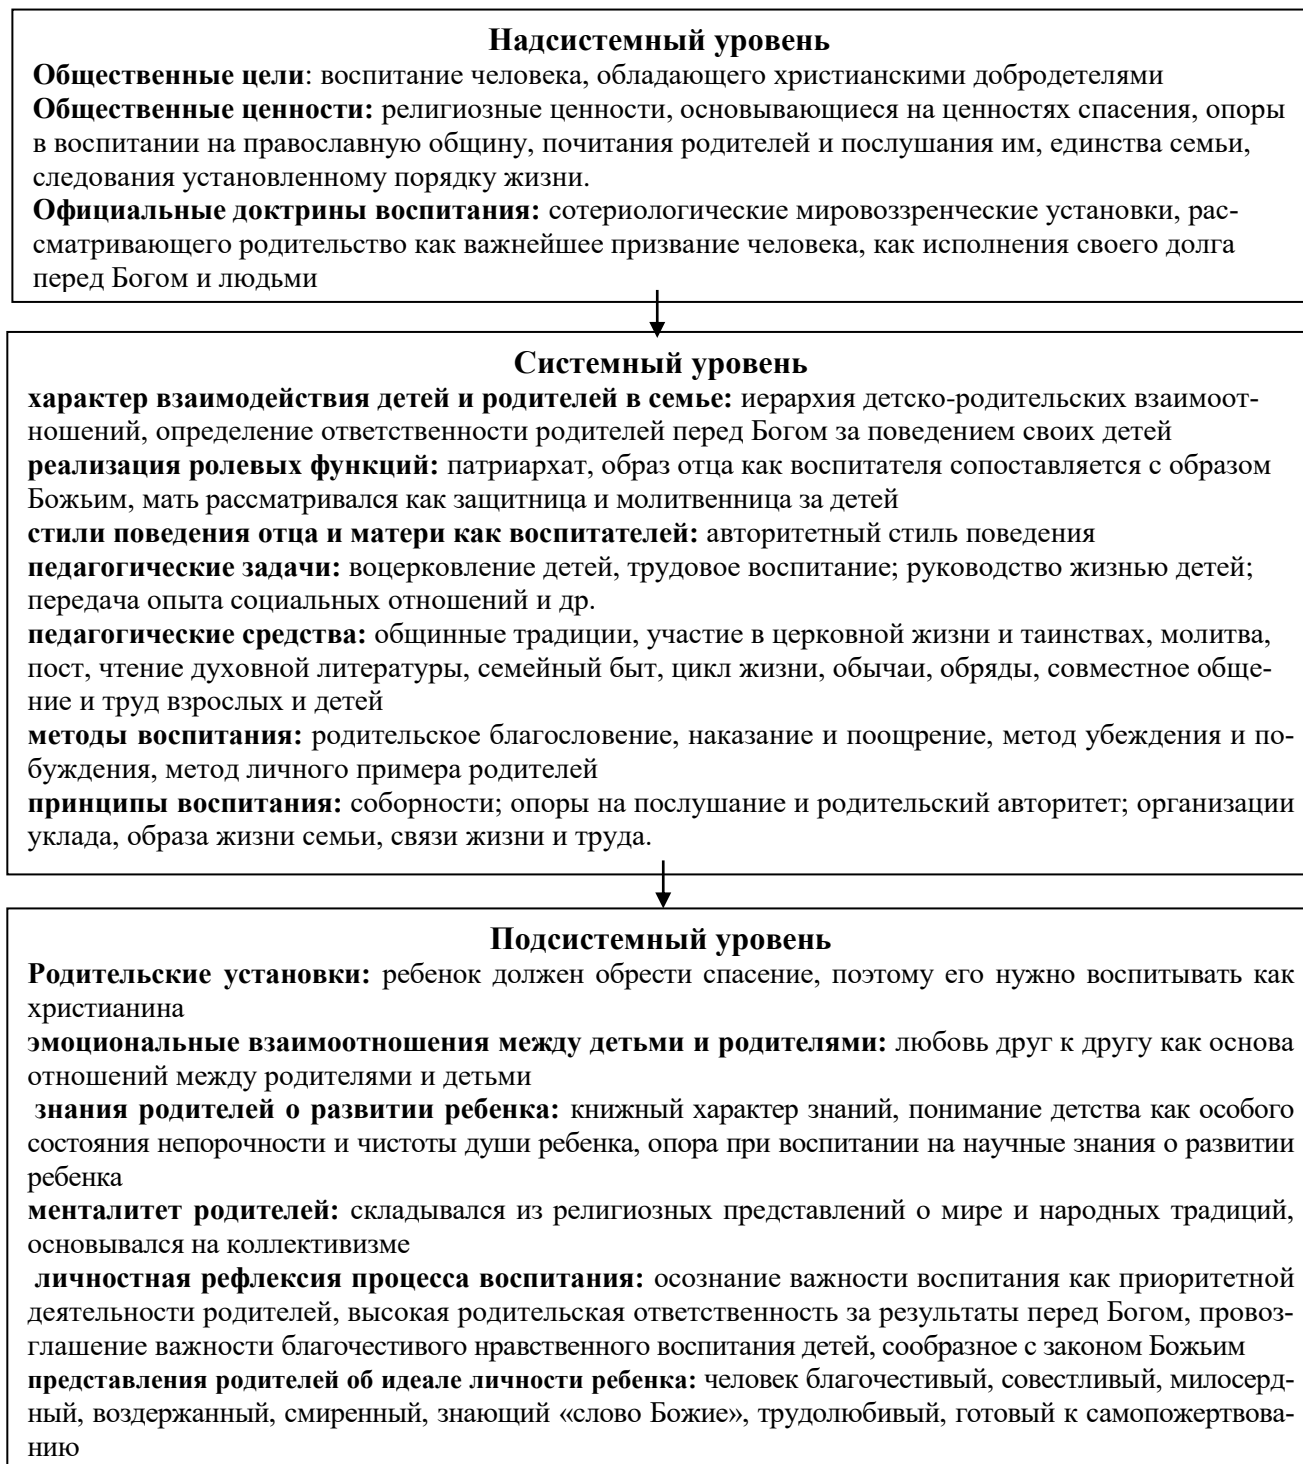 Надсистемный уровень
Общественные цели: воспитание человека, обладающего христианскими добродетелями
Общественные ценности: религиозные ценности, основывающиеся на ценностях спасения, опоры
в воспитании на православную общину, почитания родителей и послушания им, единства семьи,
следования установленному порядку жизни.
Официальные доктрины воспитания: сотериологические мировоззренческие установки, рас-
сматривающего родительство как важнейшее призвание человека, как исполнения своего долга
перед Богом и людьми
Системный уровень
характер взаимодействия детей и родителей в семье: иерархия детско-родительских взаимоот-
ношений, определение ответственности родителей перед Богом за поведением своих детей
реализация ролевых функций: патриархат, образ отца как воспитателя сопоставляется с образом
Божьим, мать рассматривался как защитница и молитвенница за детей
стили поведения отца и матери как воспитателей: авторитетный стиль поведения
педагогические задачи: воцерковление детей, трудовое воспитание; руководство жизнью детей;
передача опыта социальных отношений и др.
педагогические средства: общинные традиции, участие в церковной жизни и таинствах, молитва,
пост, чтение духовной литературы, семейный быт, цикл жизни, обычаи, обряды, совместное обще-
ние и труд взрослых и детей
методы воспитания: родительское благословение, наказание и поощрение, метод убеждения и по-
буждения, метод личного примера родителей
принципы воспитания: соборности; опоры на послушание и родительский авторитет; организации
уклада, образа жизни семьи, связи жизни и труда.
Подсистемный уровень
Родительские установки: ребенок должен обрести спасение, поэтому его нужно воспитывать как
христианина
эмоциональные взаимоотношения между детьми и родителями: любовь друг к другу как основа
отношений между родителями и детьми
знания родителей о развитии ребенка: книжный характер знаний, понимание детства как особого
состояния непорочности и чистоты души ребенка, опора при воспитании на научные знания о развитии
ребенка
менталитет родителей: складывался из религиозных представлений о мире и народных традиций,
основывался на коллективизме
личностная рефлексия процесса воспитания: осознание важности воспитания как приоритетной
деятельности родителей, высокая родительская ответственность за результаты перед Богом, провоз-
глашение важности благочестивого нравственного воспитания детей, сообразное с законом Божьим
представления родителей об идеале личности ребенка: человек благочестивый, совестливый, милосерд-
ный, воздержанный, смиренный, знающий «слово Божие», трудолюбивый, готовый к самопожертвова-
нию